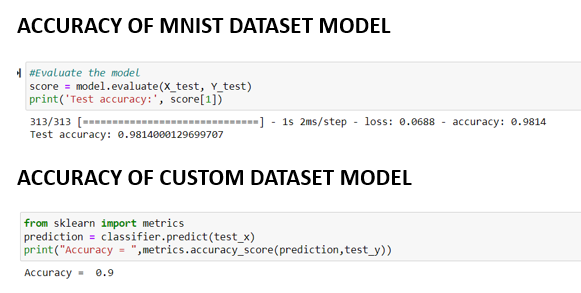 ACCURACY OF MNIST DATASET MODEL
#Evaluate the model
score = model.evaluate(X_test, Y_test)
print('Test accuracy:', score[1])
313/313 [==============================] - 1s 2ms/step - loss: 0.0688 - accuracy: 0.9814
Test accuracy: 0.9814000129699707
ACCURACY OF CUSTOM DATASET MODEL
from sklearn import metrics
prediction = classifier.predict(test_x)
print("Accuracy = ",metrics.accuracy_score(prediction,test_y))
Accuracy =  0.9